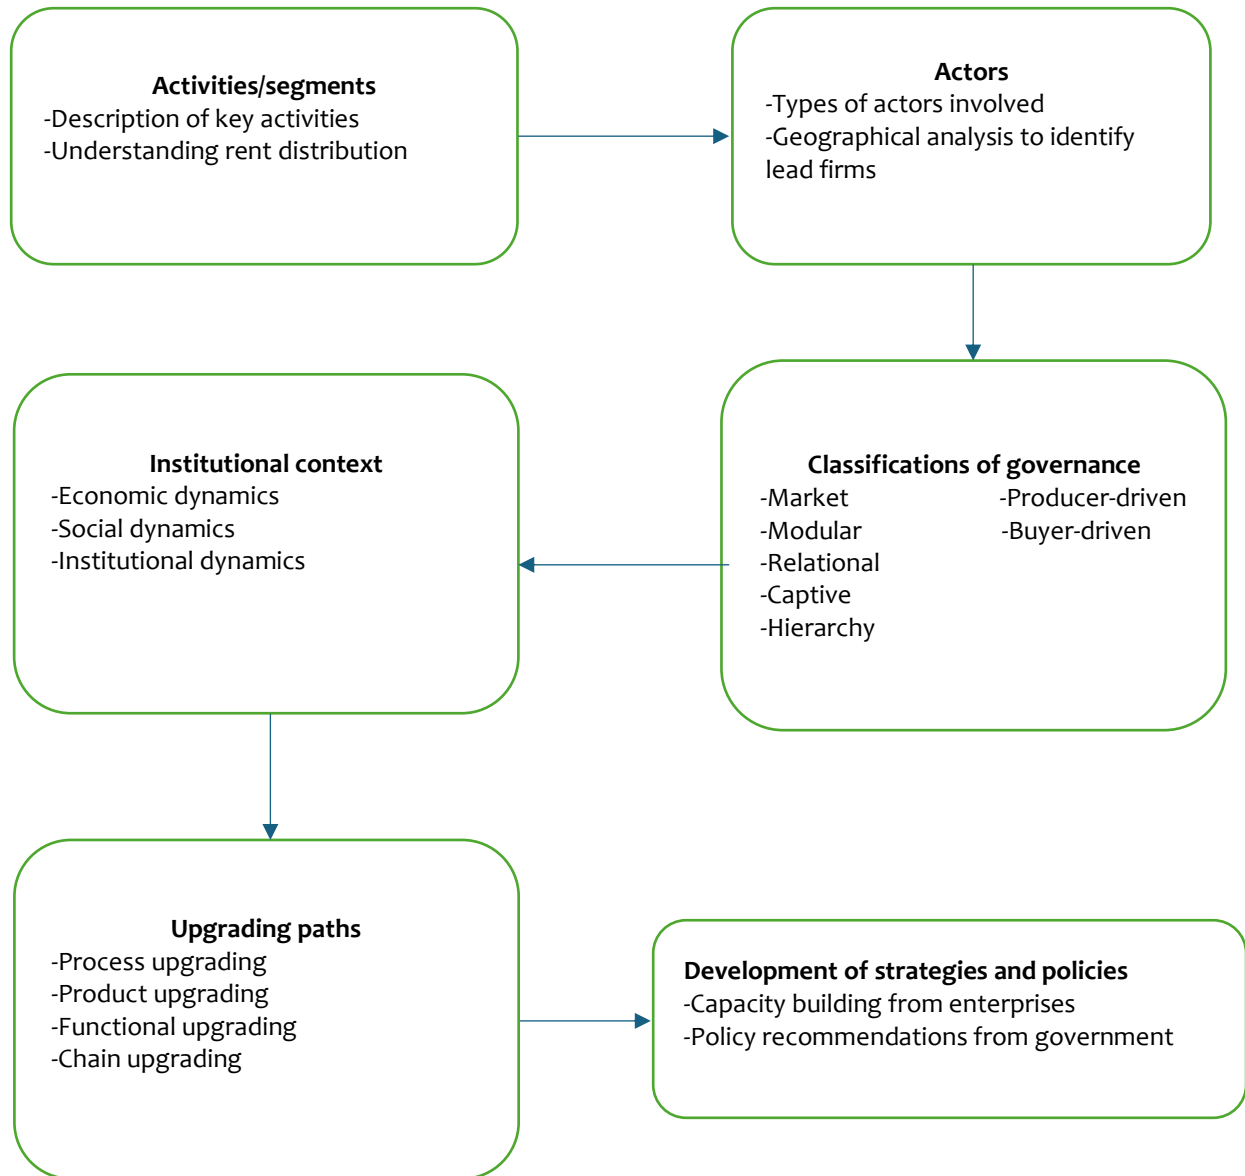 Activities/segments
-Description of key activities
-Understanding rent distribution
Actors
-Types of actors involved
-Geographical analysis to identify
lead firms
Classifications of governance
-Market -Producer-driven
-Modular -Buyer-driven
-Relational
-Captive
-Hierarchy
Institutional context
-Economic dynamics
-Social dynamics
-Institutional dynamics
Upgrading paths
-Process upgrading
-Product upgrading
-Functional upgrading
-Chain upgrading
Development of strategies and policies
-Capacity building from enterprises
-Policy recommendations from government